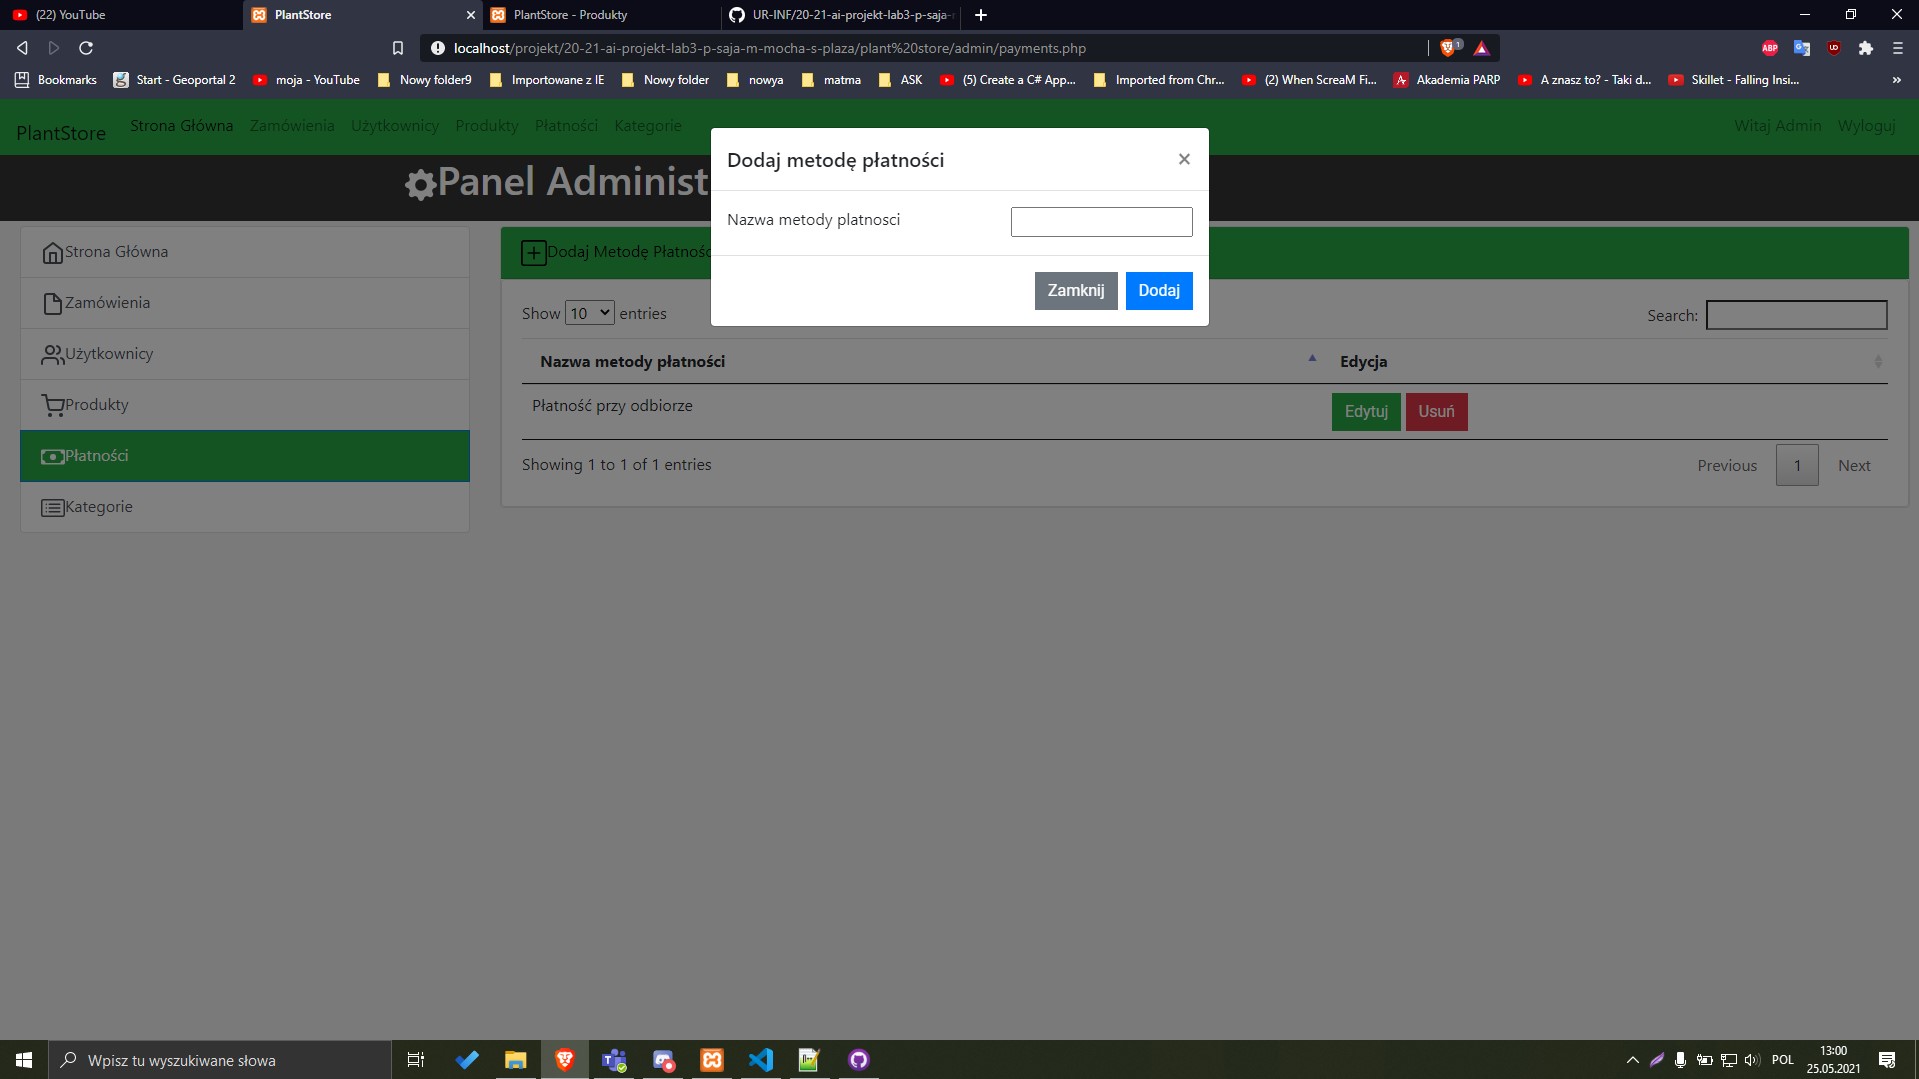 (22) YouTube
PlantStore
PlantStore - Produkty
UR-INF/20-21-ai-projekt-lab3-p-saja-
localhost/projekt/20-21-ai-projekt-lab3-p-saja-m-mocha-s-plaza/plant%20store/admin/payments.php
1
ABP
Bookmarks
Start - Geoportal 2
moja - YouTube
Nowy folder9
Importowane z IE
Nowy folder
nowya
matma
ASK
(5) Create a C# App...
Imported from Chr...
(2) When ScreaM Fi...
Akademia PARP
A znasz to? - Taki d...
Skillet - Falling Insi...
»
PlantStore
Strona Główna
Zamówienia
Użytkownicy
Produkty
Płatności
Kategorie
Witaj Admin
Wyloguj
Panel Administ
Dodaj metodę płatności
×
Nazwa metody platnosci
Zamknij
Dodaj
Strona Główna
Zamówienia
Użytkownicy
Produkty
Płatności
Kategorie
Dodaj Metodę Płatnośc
Show 10 entries
Search:
Nazwa metody płatności
Edycja
Płatność przy odbiorze
Edytuj
Usuń
Showing 1 to 1 of 1 entries
Previous
1
Next
Wpisz tu wyszukiwane słowa
POL
13:00
25.05.2021